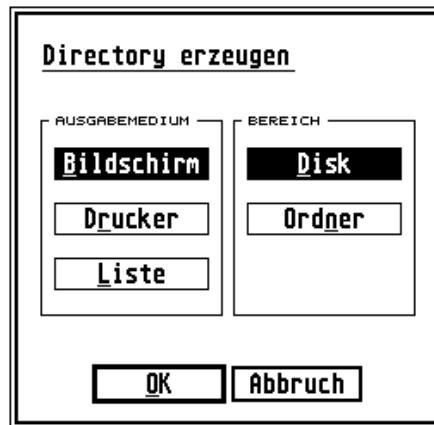 Directory erzeugen
AUSGABEMEDIUM
Bildschirm
Drucker
Liste
BEREICH
Disk
Ordner
OK
Abbruch